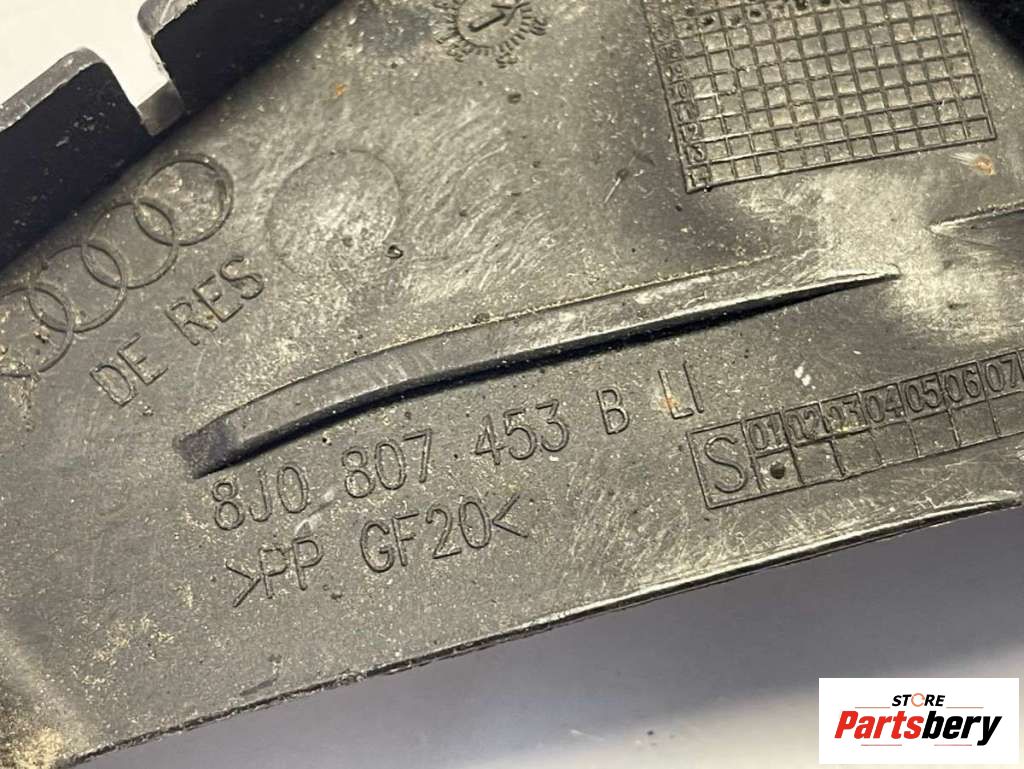 DE RES
8J0 807 453 B LI
>PP GF20<
S 01 02 03 04 05 06 07
STORE
Partsbery